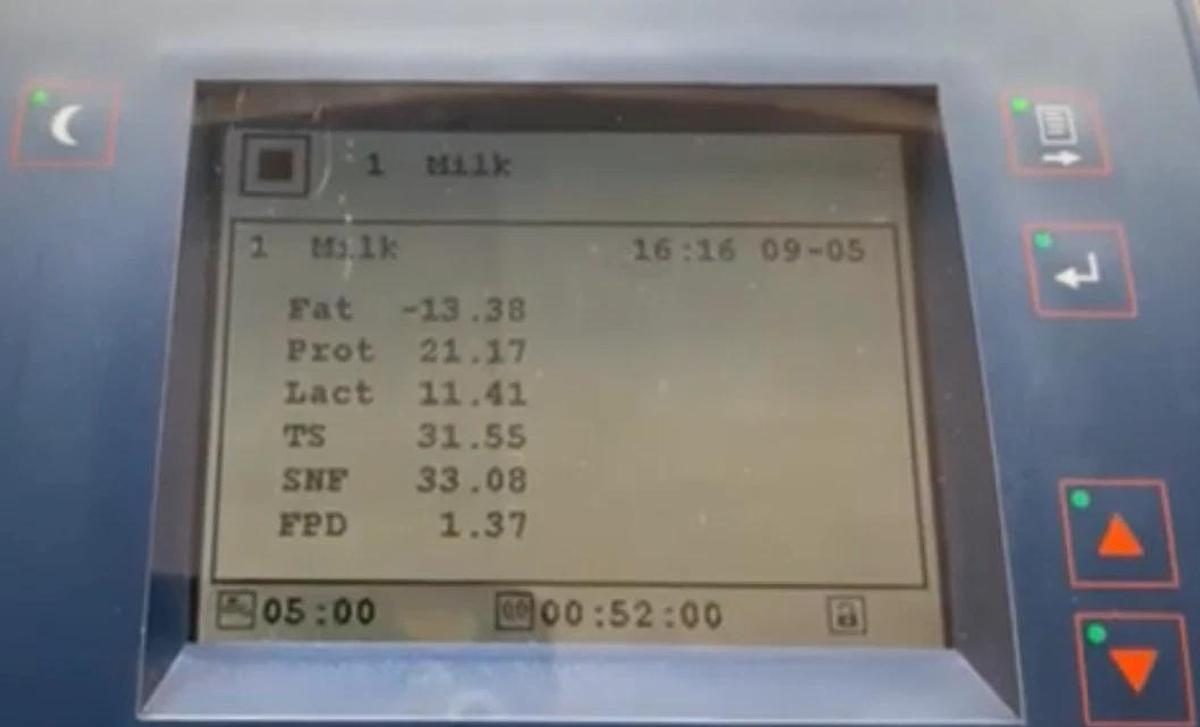 1 Milk
1 Milk 16:16 09-05
Fat -13.38
Prot 21.17
Lact 11.41
TS 31.55
SNF 33.08
FPD 1.37
05:00 00:52:00